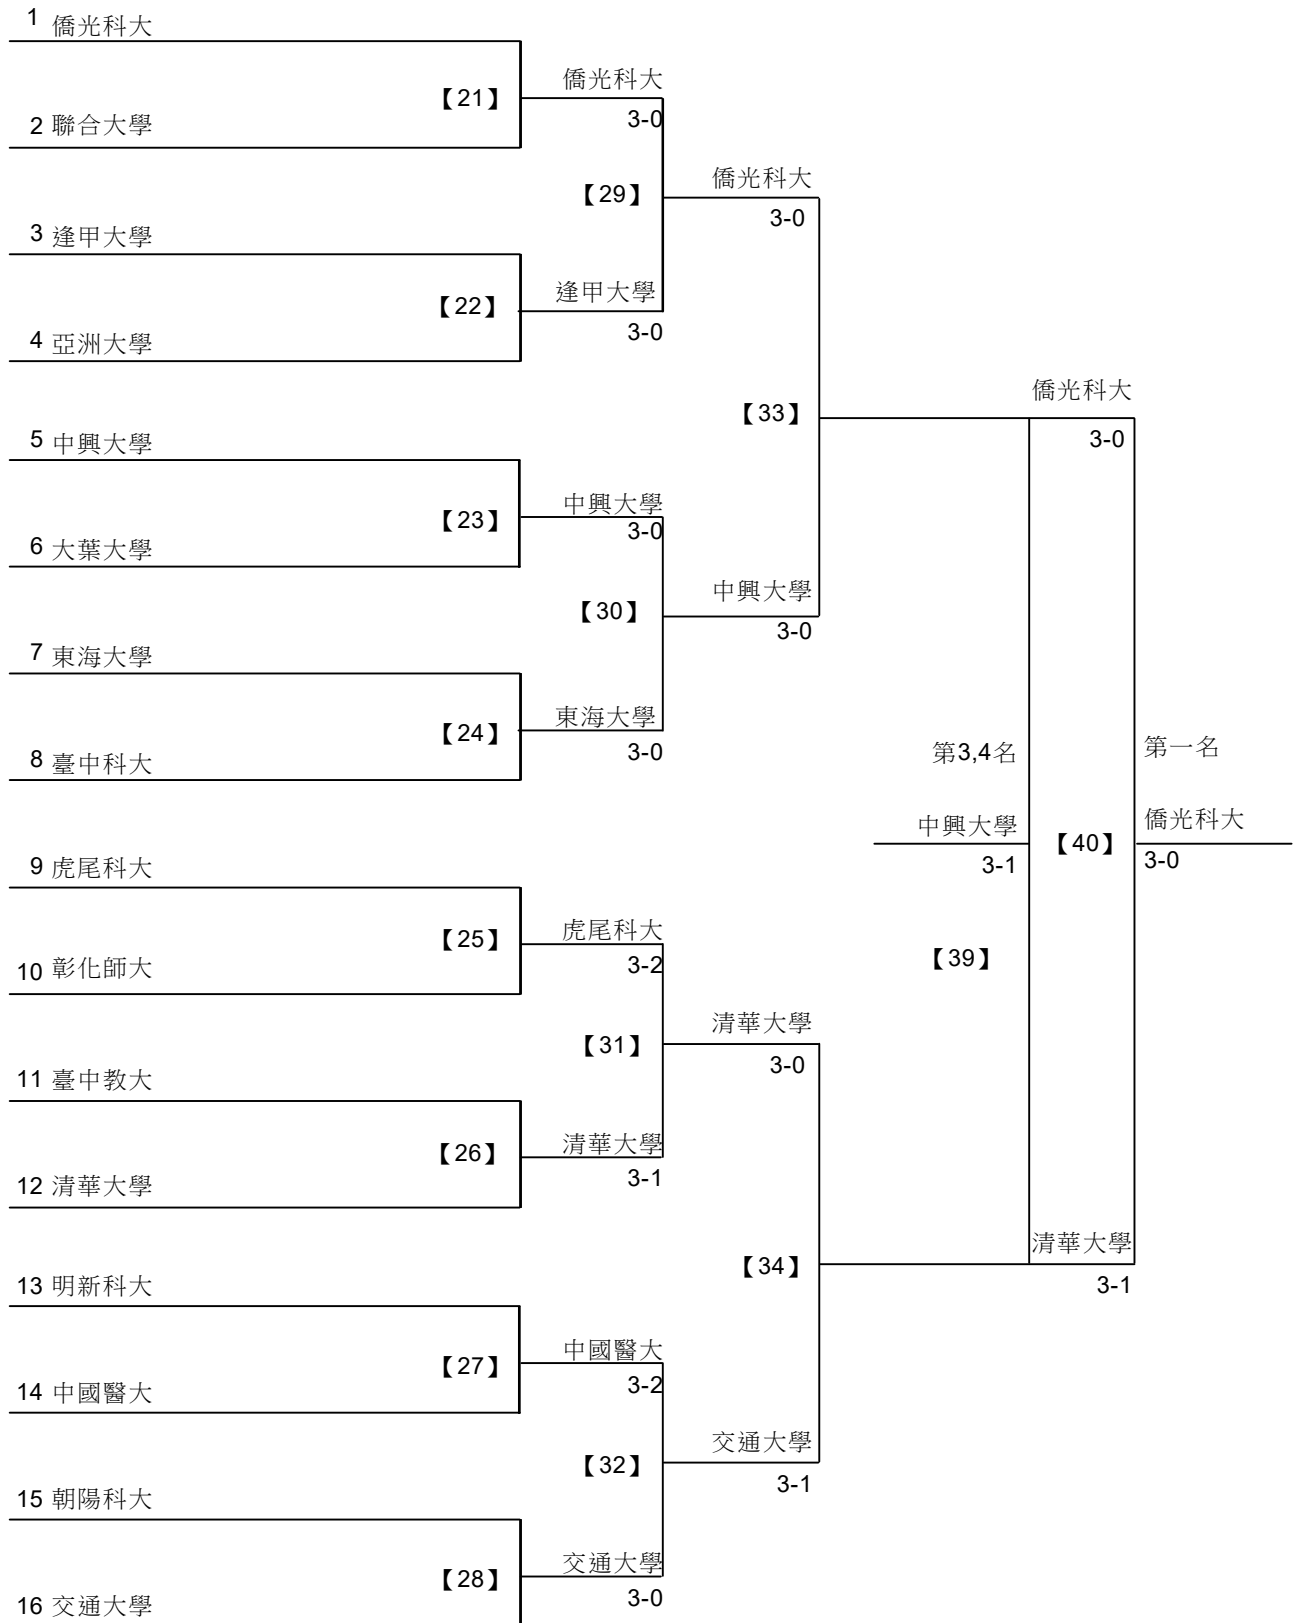 1 僑光科大
僑光科大
【21】
3-0
2 聯合大學
僑光科大
【29】
3-0
3 逢甲大學
逢甲大學
【22】
3-0
4 亞洲大學
僑光科大
【33】
3-0
5 中興大學
中興大學
【23】
3-0
6 大葉大學
中興大學
【30】
3-0
7 東海大學
東海大學
【24】
3-0
8 臺中科大
第3,4名
第一名
中興大學
【40】
僑光科大
3-1
3-0
9 虎尾科大
虎尾科大
【25】
3-2
【39】
10 彰化師大
清華大學
【31】
3-0
11 臺中教大
清華大學
【26】
3-1
12 清華大學
清華大學
【34】
3-1
13 明新科大
中國醫大
【27】
3-2
14 中國醫大
交通大學
【32】
3-1
15 朝陽科大
交通大學
【28】
3-0
16 交通大學